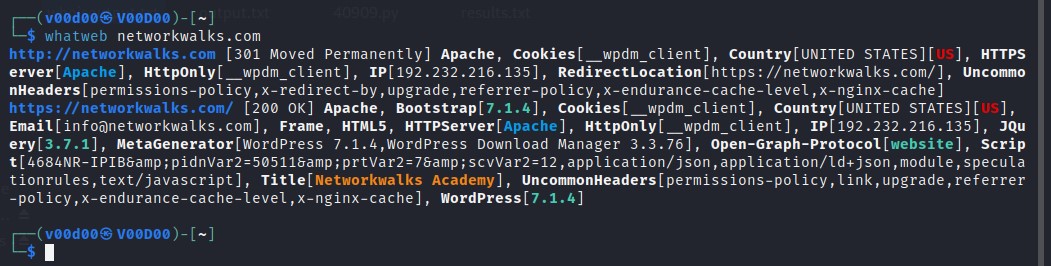 output.txt 40909.py results.txt
┌──(v00d00㉿V00D00)-[~]
└─$ whatweb networkwalks.com
http://networkwalks.com [301 Moved Permanently] Apache, Cookies[__wpdm_client], Country[UNITED STATES][US], HTTPS
erver[Apache], HttpOnly[__wpdm_client], IP[192.232.216.135], RedirectLocation[https://networkwalks.com/], Uncommo
nHeaders[permissions-policy,x-redirect-by,upgrade,referrer-policy,x-endurance-cache-level,x-nginx-cache]
https://networkwalks.com/ [200 OK] Apache, Bootstrap[7.1.4], Cookies[__wpdm_client], Country[UNITED STATES][US],
Email[info@networkwalks.com], Frame, HTML5, HTTPServer[Apache], HttpOnly[__wpdm_client], IP[192.232.216.135], JQu
ery[3.7.1], MetaGenerator[WordPress 7.1.4,WordPress Download Manager 3.3.76], Open-Graph-Protocol[website], Scrip
t[4684NR-IPIB&amp;pidnVar2=50511&amp;prtVar2=7&amp;scvVar2=12,application/json,application/ld+json,module,specula
tionrules,text/javascript], Title[Networkwalks Academy], UncommonHeaders[permissions-policy,link,upgrade,referrer
-policy,x-endurance-cache-level,x-nginx-cache], WordPress[7.1.4]
┌──(v00d00㉿V00D00)-[~]
└─$